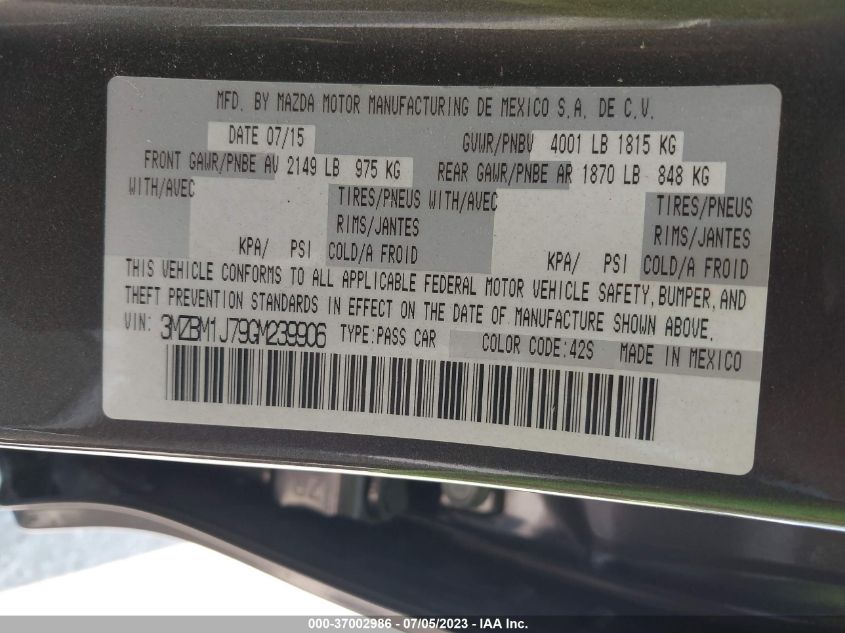 MFD. BY MAZDA MOTOR MANUFACTURING DE MEXICO S.A. DE C.V.
DATE 07/15 GVWR/PNBV 4001 LB 1815 KG
FRONT GAWR/PNBE AV 2149 LB 975 KG REAR GAWR/PNBE AR 1870 LB 848 KG
WITH/AVEC TIRES/PNEUS WITH/AVEC TIRES/PNEUS
RIMS/JANTES RIMS/JANTES
KPA/ PSI COLD/A FROID KPA/ PSI COLD/A FROID
THIS VEHICLE CONFORMS TO ALL APPLICABLE FEDERAL MOTOR VEHICLE SAFETY, BUMPER, AND
THEFT PREVENTION STANDARDS IN EFFECT ON THE DATE OF MANUFACTURE SHOWN ABOVE.
VIN: 3MZBM1J79GM239906 TYPE:PASS CAR COLOR CODE:42S MADE IN MEXICO
000-37002986 - 07/05/2023 - IAA Inc.